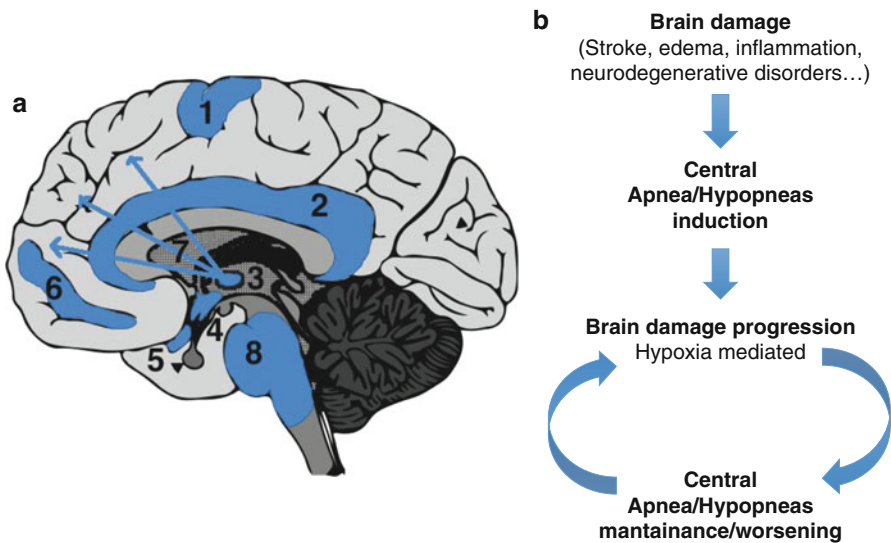 a
1
2
3
4
5
6
7
8
b
Brain damage
(Stroke, edema, inflammation,
neurodegenerative disorders...)
Central
Apnea/Hypopneas
induction
Brain damage progression
Hypoxia mediated
Central
Apnea/Hypopneas
mantainance/worsening